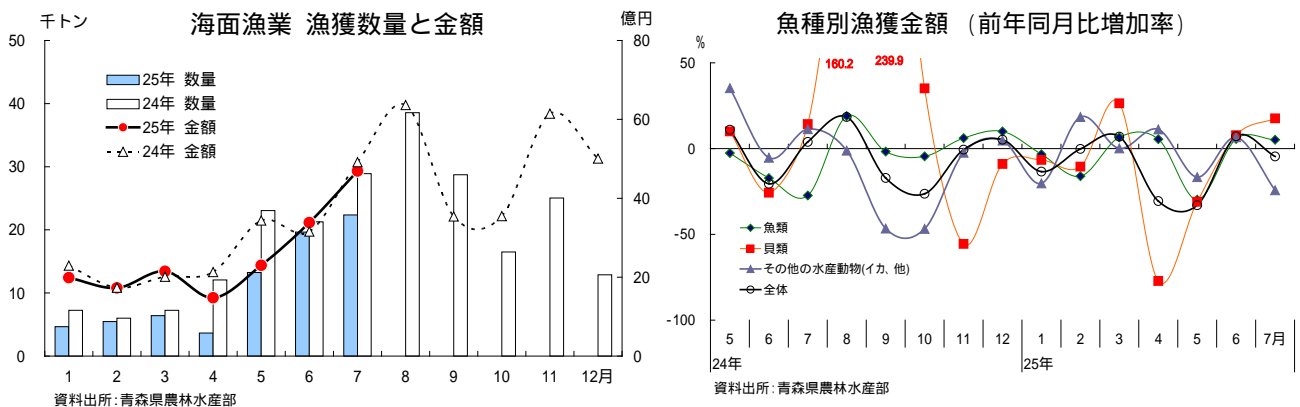 海面漁業 漁獲数量と金額
千トン
億円
50
40
30
20
10
0
80
60
40
20
0
25年 数量
24年 数量
25年 金額
24年 金額
1 2 3 4 5 6 7 8 9 10 11 12月
資料出所:青森県農林水産部
魚種別漁獲金額 (前年同月比増加率)
%
50
0
-50
-100
160.2
239.9
魚類
貝類
その他の水産動物(イカ、他)
全体
5 6 7 8 9 10 11 12 1 2 3 4 5 6 7月
24年 25年
資料出所:青森県農林水産部